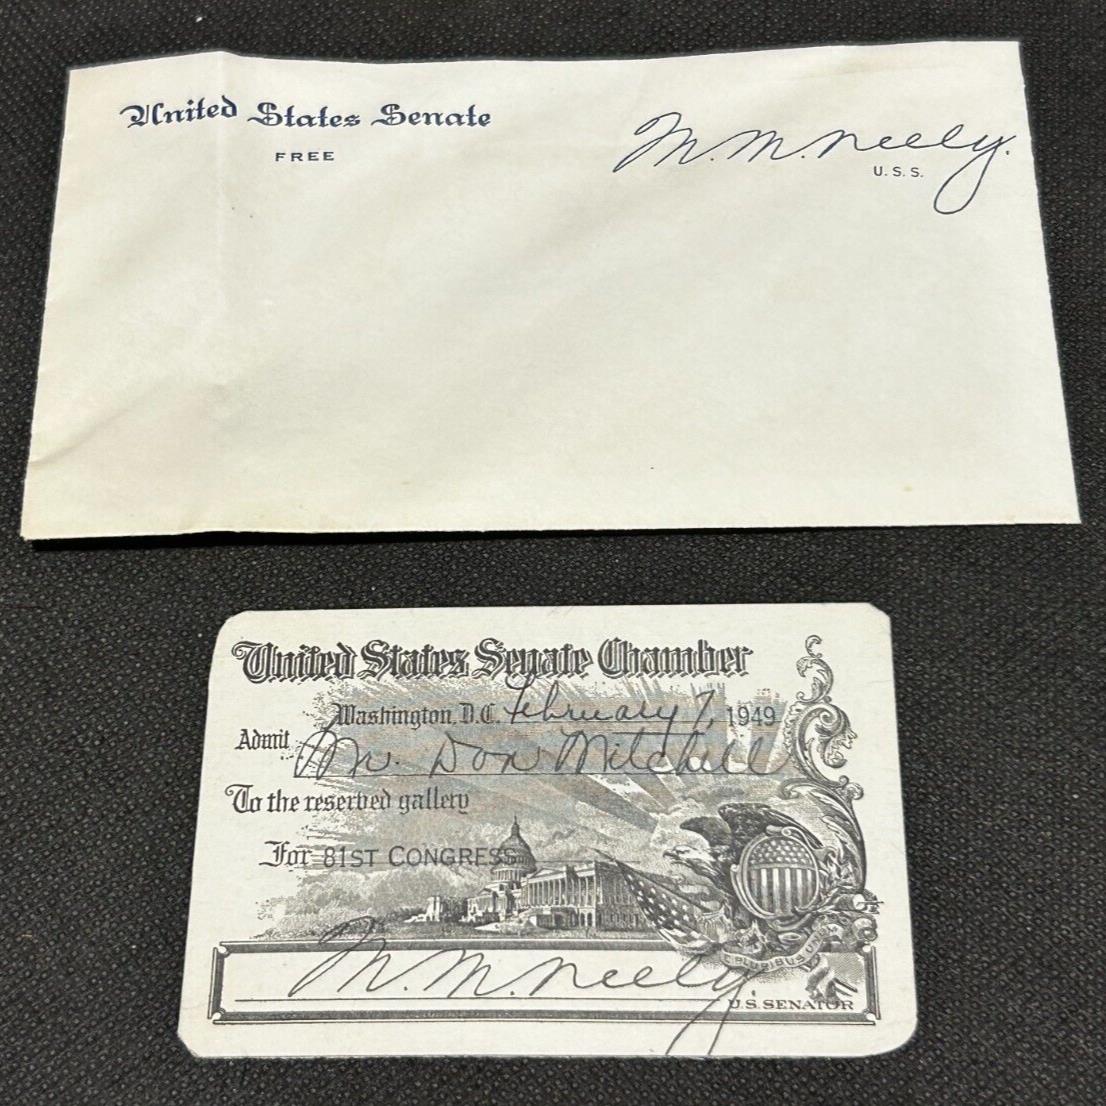 United States Senate
FREE
M. M. Neely.
U. S. S.
United States Senate Chamber
Washington, D.C. February 7, 1949
Admit Mr. Don Mitchell
To the reserved gallery
For 81ST CONGRESS
E PLURIBUS UNUM
M. M. Neely.
U.S. SENATOR